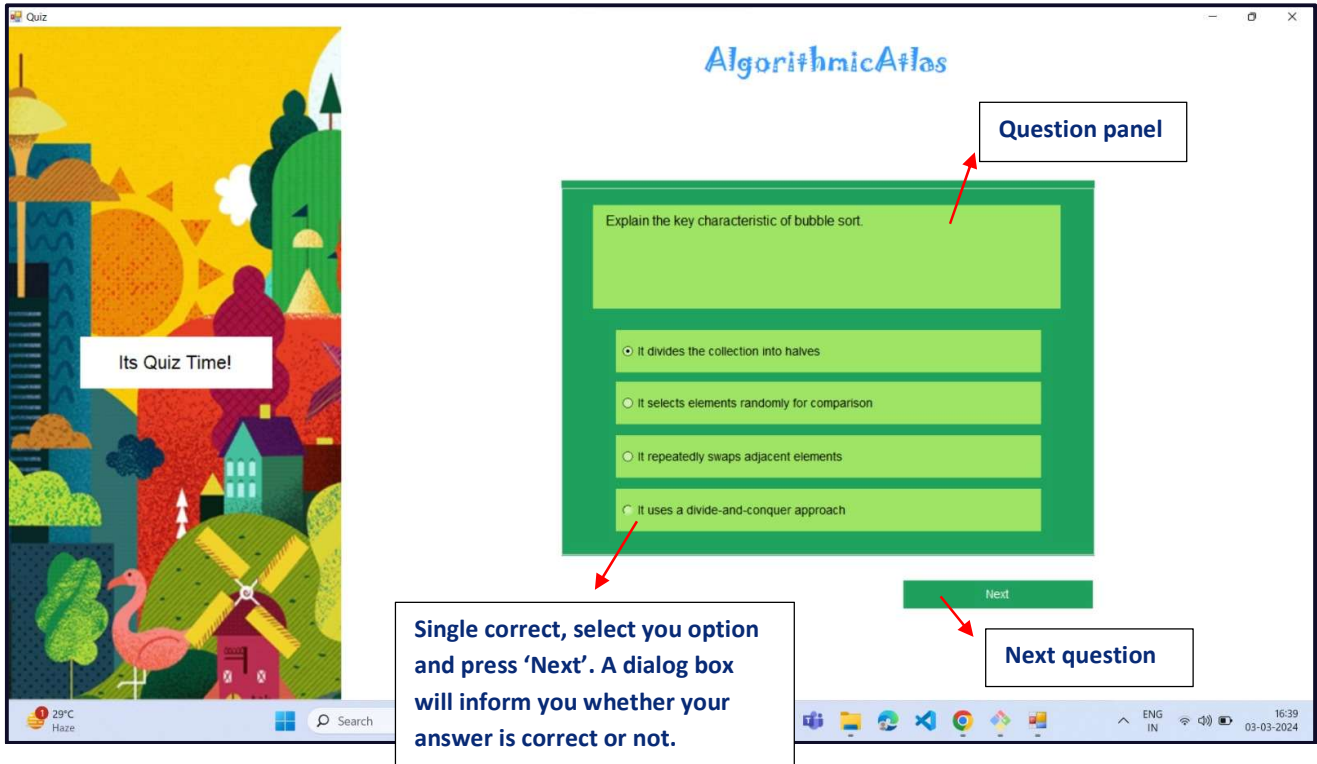 Quiz
AlgorithmicAtlas
Question panel
Explain the key characteristic of bubble sort.
It divides the collection into halves
Its Quiz Time!
It selects elements randomly for comparison
It repeatedly swaps adjacent elements
It uses a divide-and-conquer approach
Next
Single correct, select you option
and press ‘Next’. A dialog box
will inform you whether your
answer is correct or not.
Next question
1
29°C
Haze
Search
ENG
IN
16:39
03-03-2024